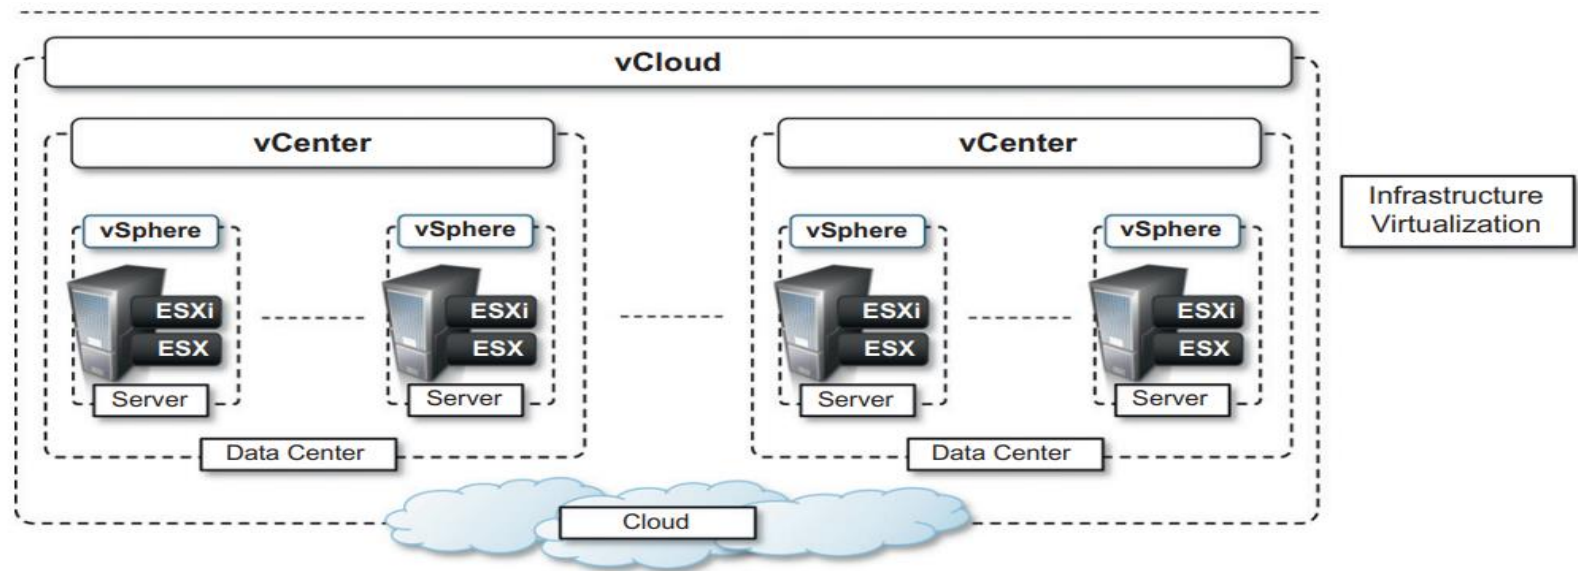 vCloud
vCenter
vCenter
vSphere
vSphere
vSphere
vSphere
Infrastructure
Virtualization
ESXi
ESX
ESXi
ESX
ESXi
ESX
ESXi
ESX
Server
Server
Server
Server
Data Center
Data Center
Cloud